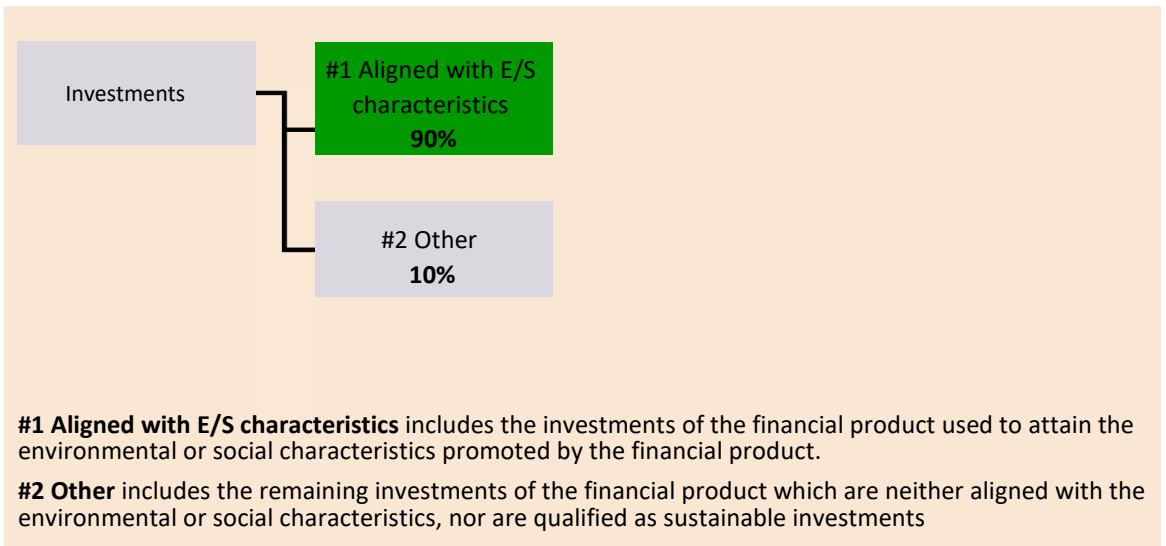 Investments
#1 Aligned with E/S
characteristics
90%
#2 Other
10%
#1 Aligned with E/S characteristics includes the investments of the financial product used to attain the
environmental or social characteristics promoted by the financial product.
#2 Other includes the remaining investments of the financial product which are neither aligned with the
environmental or social characteristics, nor are qualified as sustainable investments